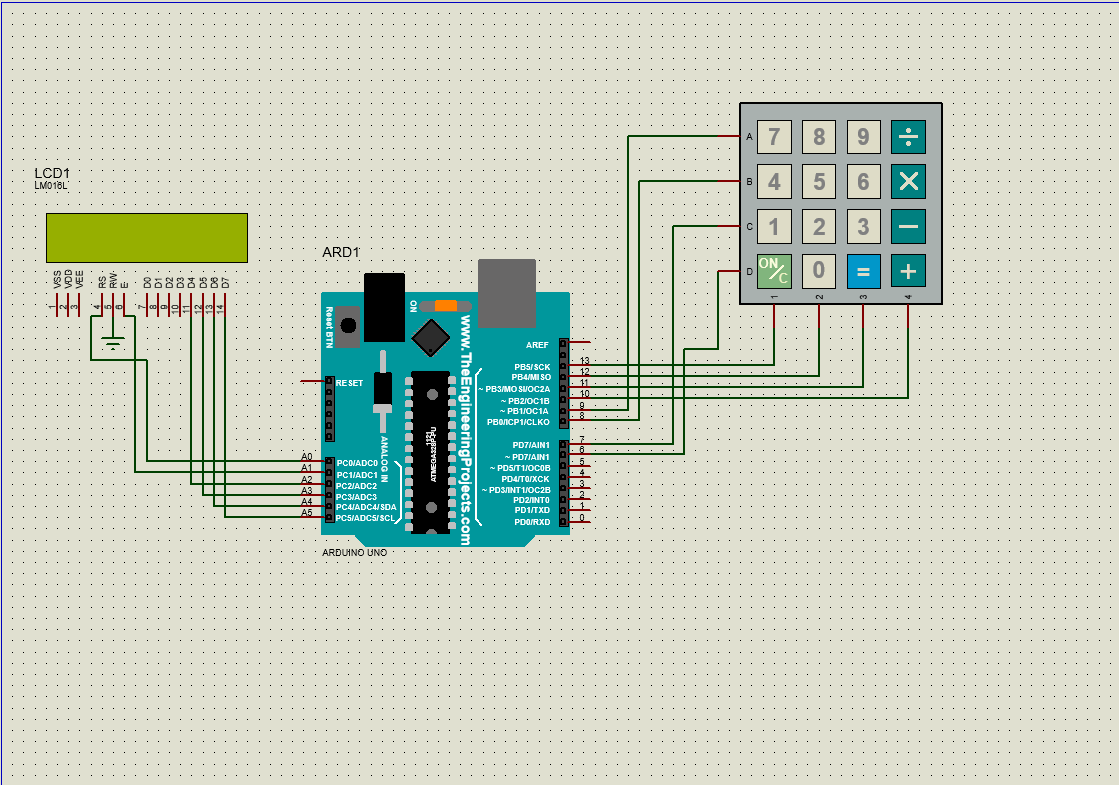 LCD1
LM016L
VSS
VDD
VEE
RS
RW
E
D0
D1
D2
D3
D4
D5
D6
D7
1
2
3
4
5
6
7
8
9
10
11
12
13
14
ARD1
ARDUINO UNO
Reset BTN
ON
www.TheEngineeringProjects.com
RESET
ANALOG IN
A0
A1
A2
A3
A4
A5
PC0/ADC0
PC1/ADC1
PC2/ADC2
PC3/ADC3
PC4/ADC4/SDA
PC5/ADC5/SCL
AREF
PB5/SCK
PB4/MISO
~ PB3/MOSI/OC2A
~ PB2/OC1B
~ PB1/OC1A
PB0/ICP1/CLKO
PD7/AIN1
~ PD7/AIN1
~ PD5/T1/OC0B
PD4/T0/XCK
~ PD3/INT1/OC2B
PD2/INT0
PD1/TXD
PD0/RXD
13
12
11
10
9
8
7
6
5
4
3
2
1
0
A 7 8 9 ÷
B 4 5 6 ×
C 1 2 3 −
D ON/C 0 = +
1 2 3 4